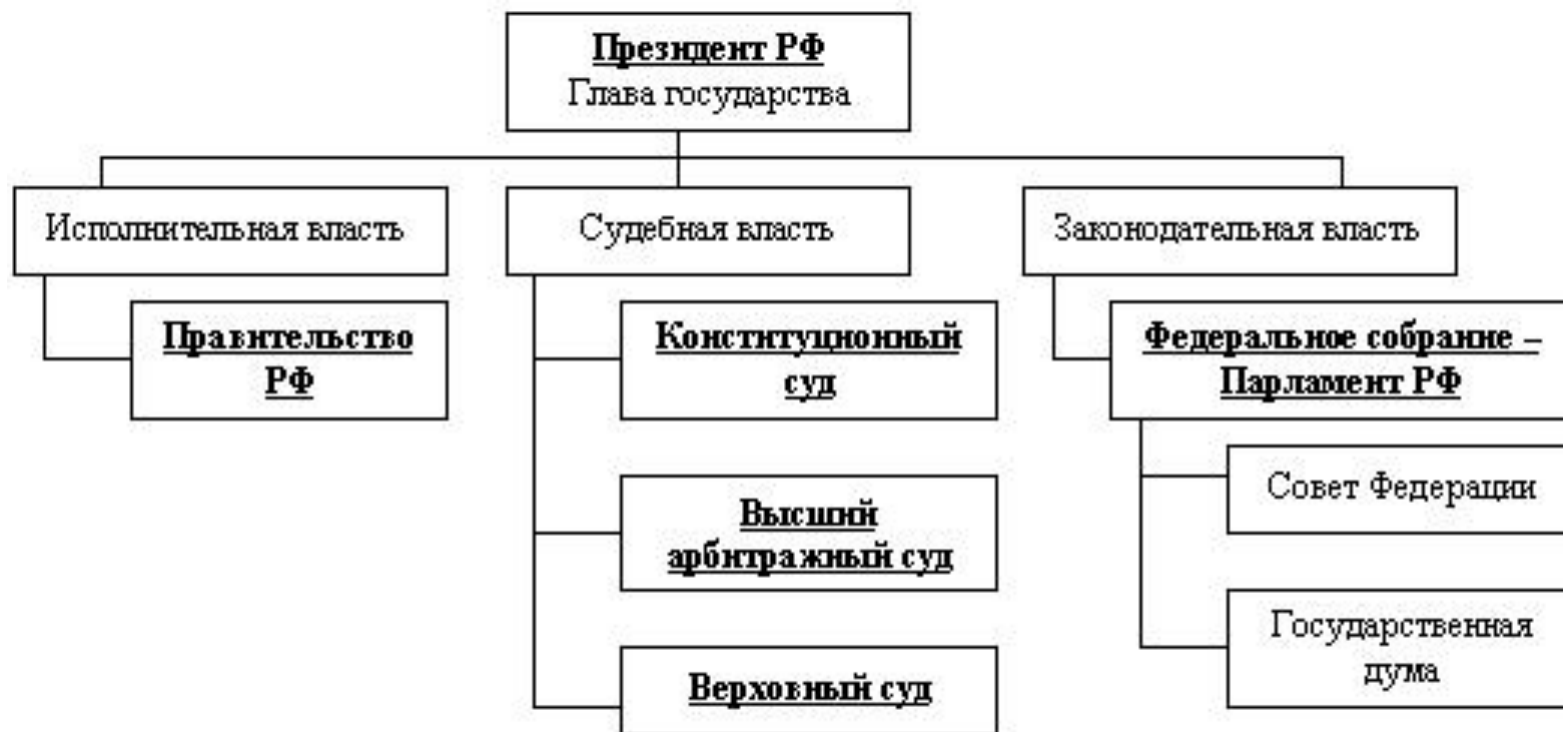 Президент РФ
Глава государства
Исполнительная власть
Судебная власть
Законодательная власть
Правительство
РФ
Конституционный
суд
Федеральное собрание –
Парламент РФ
Высший
арбитражный суд
Совет Федерации
Верховный суд
Государственная
дума